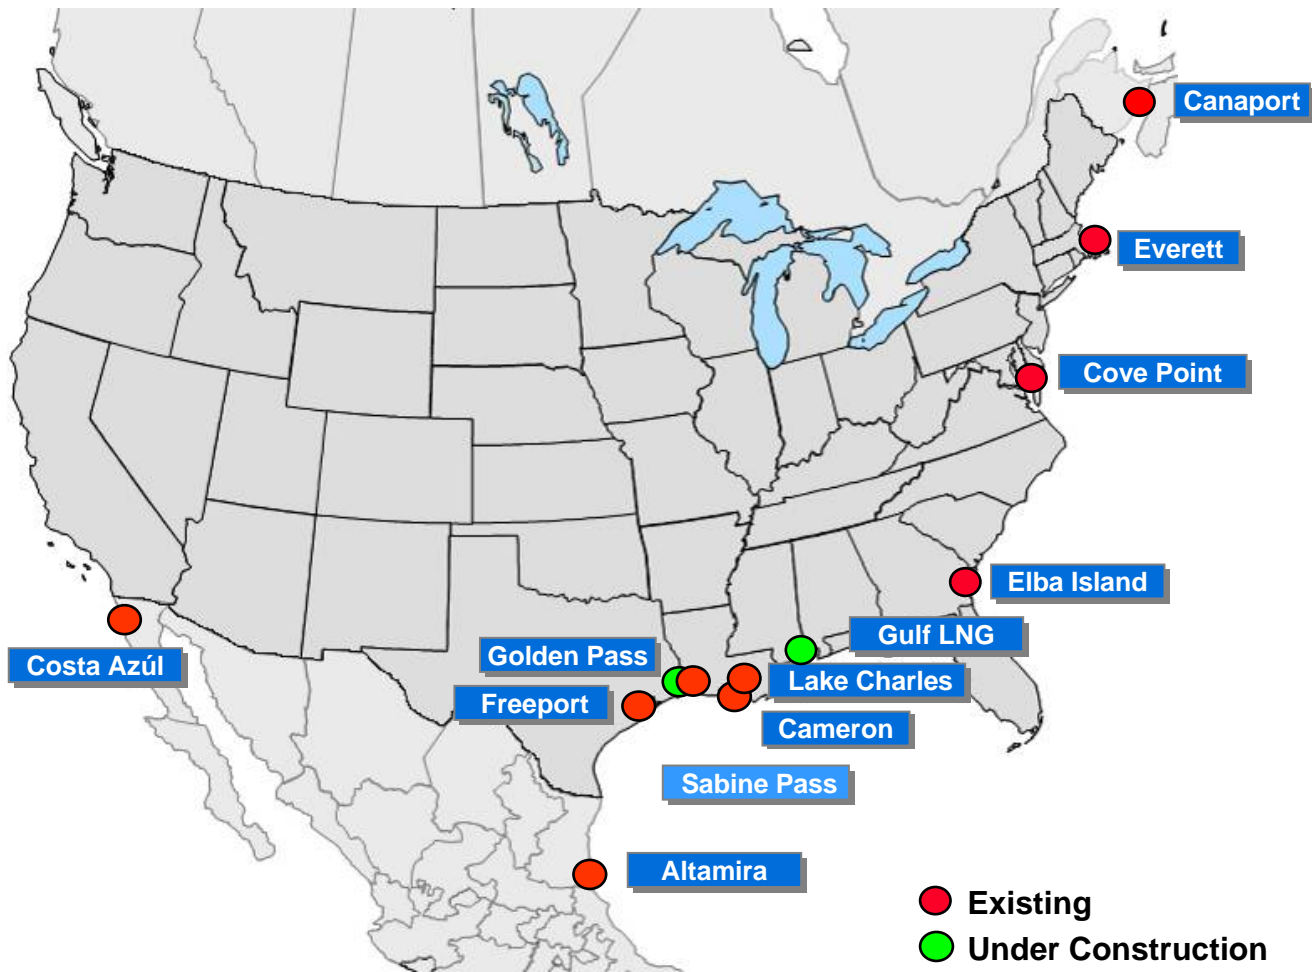 Canaport
Everett
Cove Point
Elba Island
Gulf LNG
Golden Pass
Costa Azúl
Lake Charles
Freeport
Cameron
Sabine Pass
Altamira
Existing
Under Construction